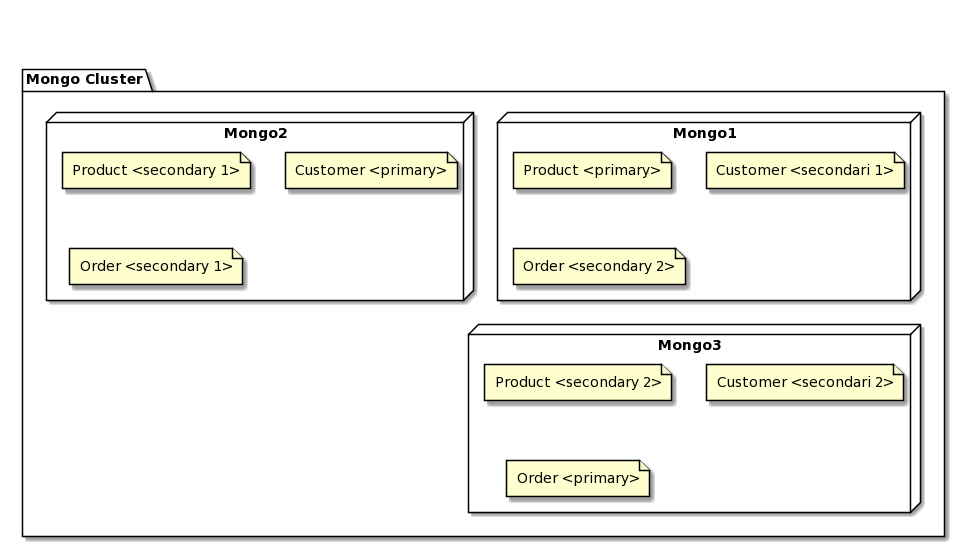 Mongo Cluster
Mongo2
Product <secondary 1>
Customer <primary>
Order <secondary 1>
Mongo1
Product <primary>
Customer <secondari 1>
Order <secondary 2>
Mongo3
Product <secondary 2>
Customer <secondari 2>
Order <primary>